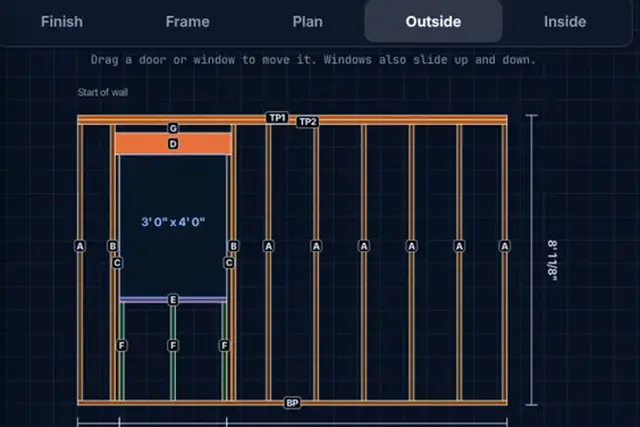 Finish Frame Plan Outside Inside
Drag a door or window to move it. Windows also slide up and down.
Start of wall
TP1
TP2
G
D
3' 0" x 4' 0"
A B B A A A A A A
C C
8' 1 1/8"
E
F F F
BP